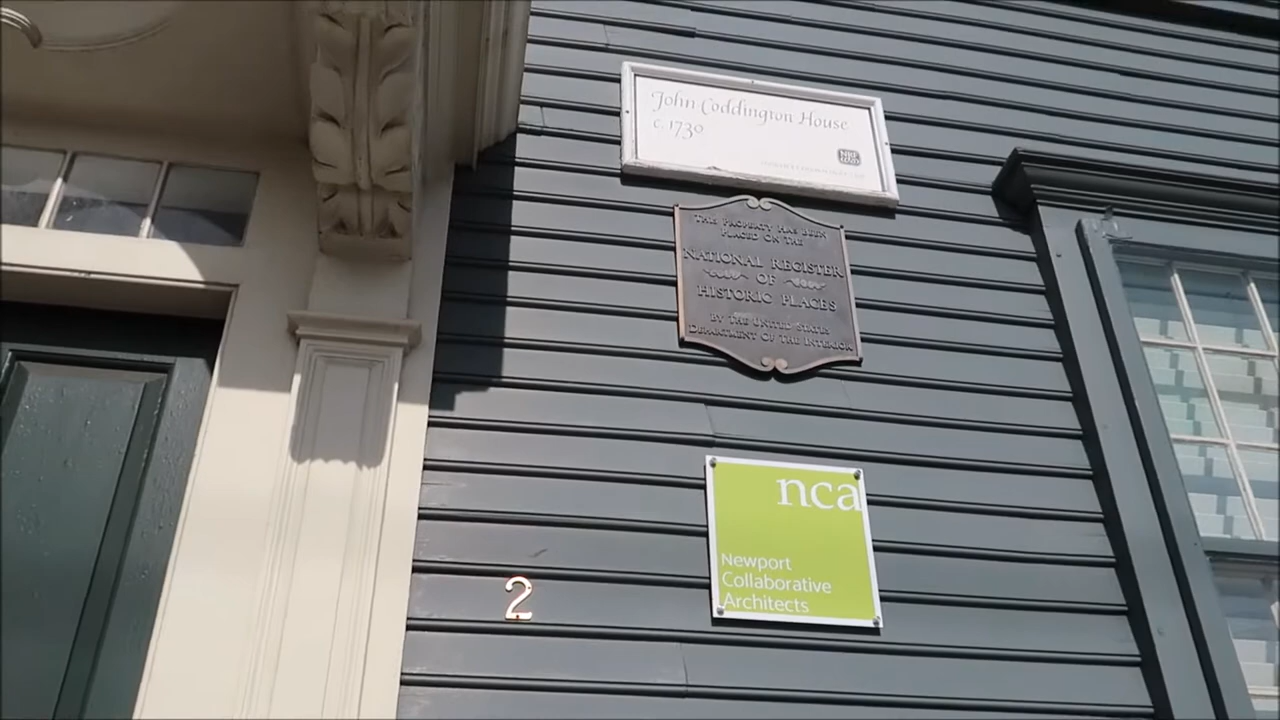 John Coddington House
c. 1730
THIS PROPERTY HAS BEEN
PLACED ON THE
NATIONAL REGISTER
OF
HISTORIC PLACES
BY THE UNITED STATES
DEPARTMENT OF THE INTERIOR
nca
Newport
Collaborative
Architects
2